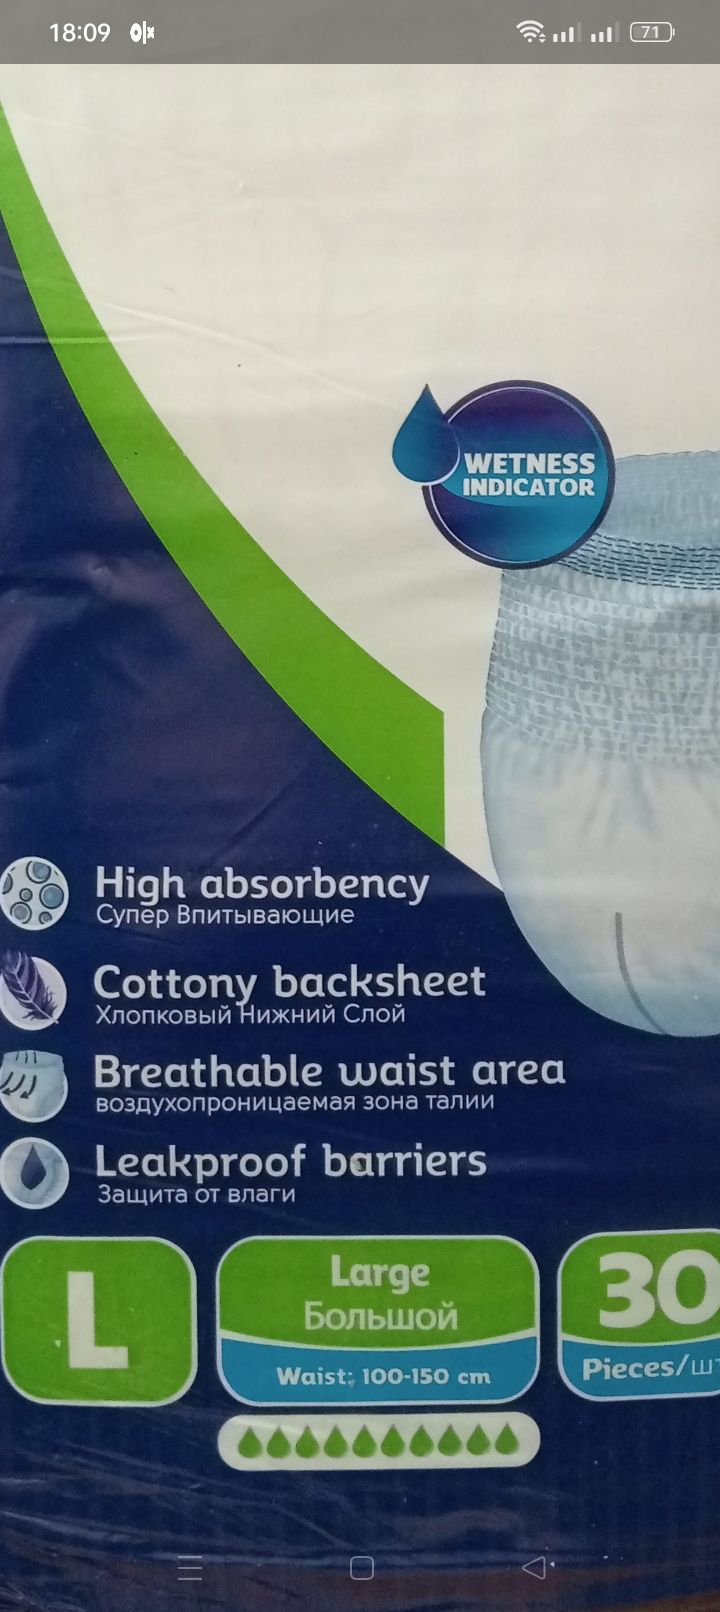 18:09
71
WETNESS
INDICATOR
High absorbency
Супер Впитывающие
Cottony backsheet
Хлопковый Нижний Слой
Breathable waist area
воздухопроницаемая зона талии
Leakproof barriers
Защита от влаги
L
Large
Большой
Waist: 100-150 cm
30
Pieces/шт